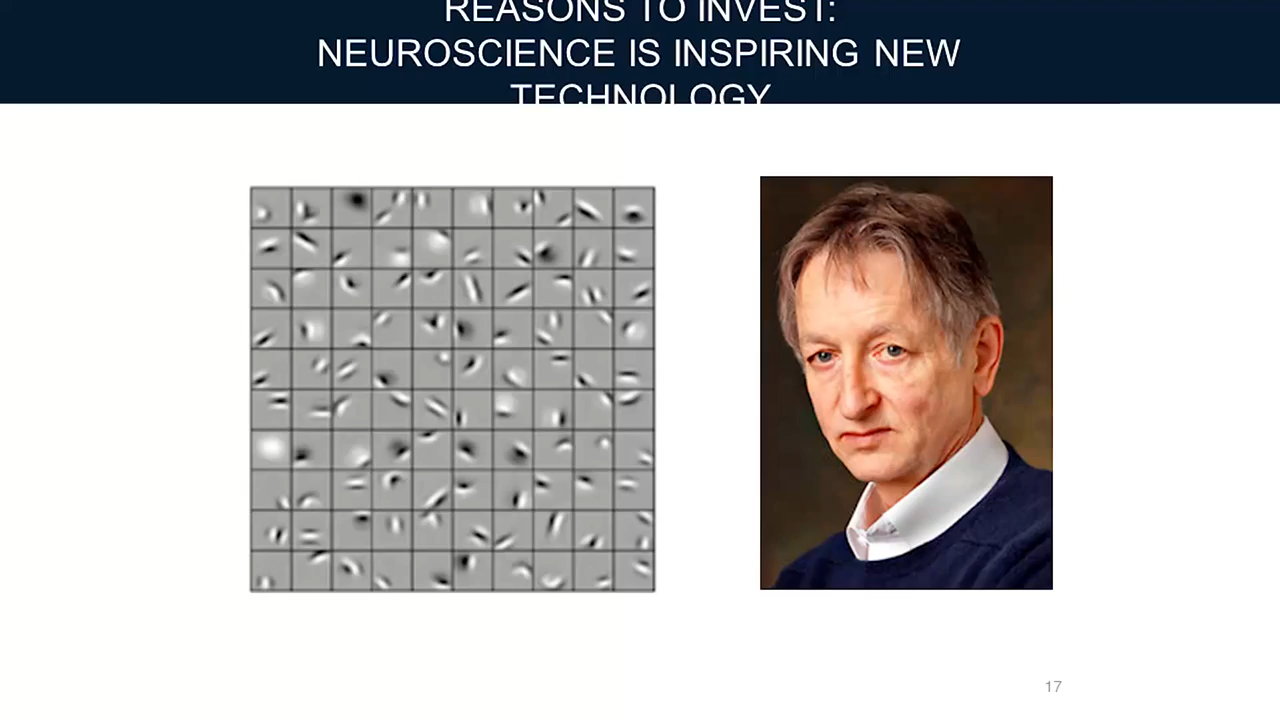 REASONS TO INVEST:
NEUROSCIENCE IS INSPIRING NEW
TECHNOLOGY
17